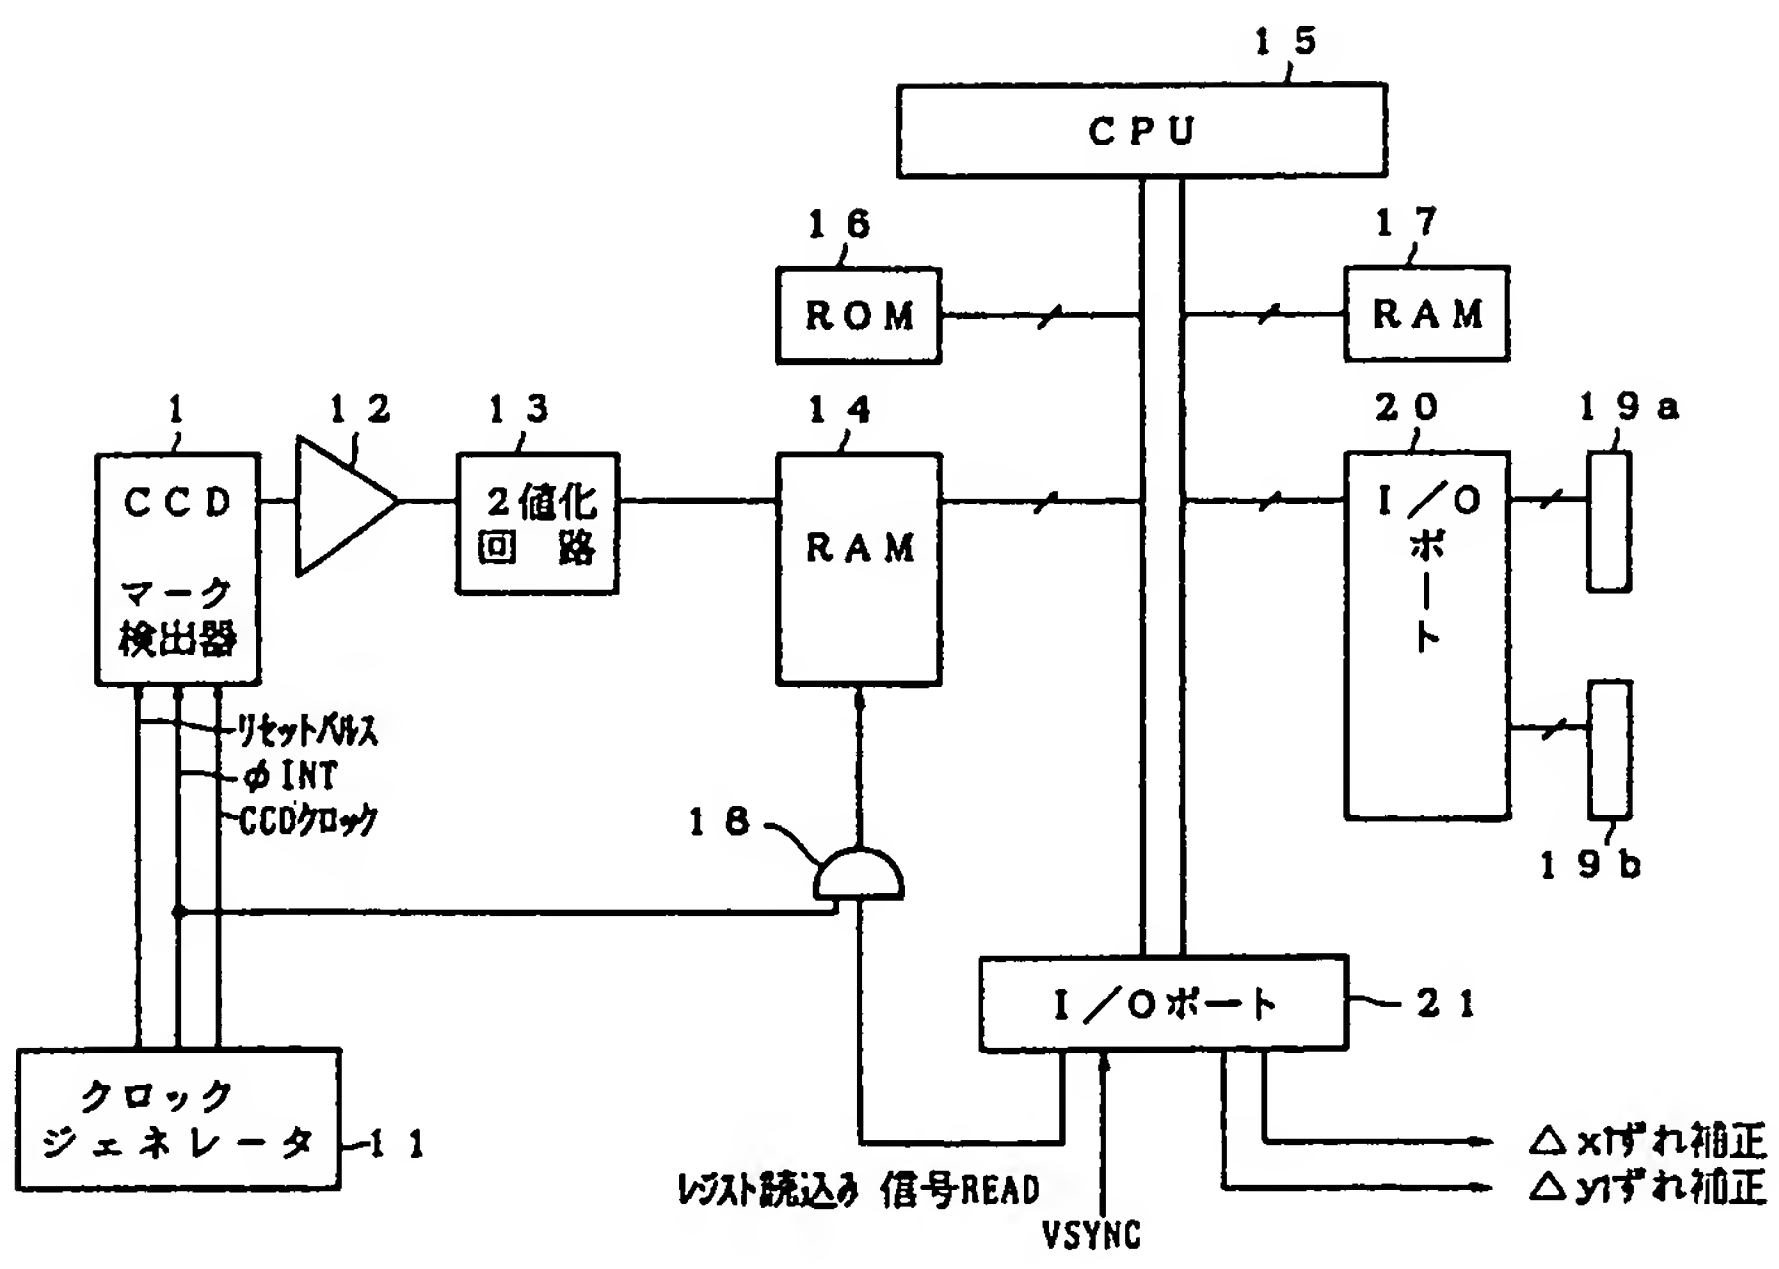 15
CPU
16
ROM
17
RAM
1
CCD
マーク
検出器
12
13
2値化
回路
14
RAM
20
I/O
ポート
19a
19b
リセットパルス
φINT
CCDクロック
18
I/Oポート
21
クロック
ジェネレータ
11
レジスト読込み 信号READ
VSYNC
△x1ずれ補正
△y1ずれ補正